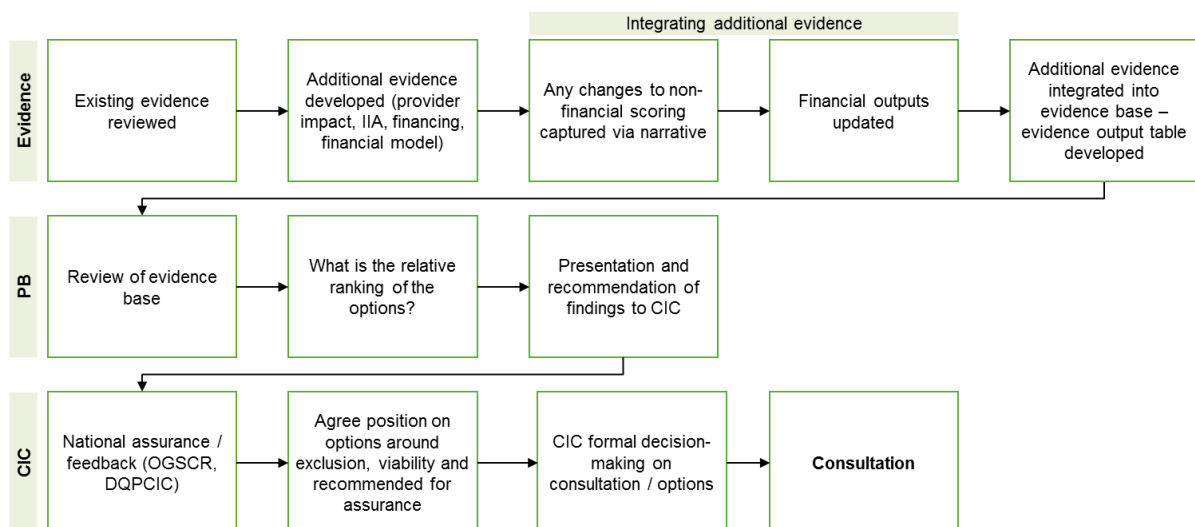 Integrating additional evidence
Evidence
Existing evidence
reviewed
Additional evidence
developed (provider
impact, IIA, financing,
financial model)
Any changes to non-
financial scoring
captured via narrative
Financial outputs
updated
Additional evidence
integrated into
evidence base –
evidence output table
developed
PB
Review of evidence
base
What is the relative
ranking of the
options?
Presentation and
recommendation of
findings to CIC
CIC
National assurance /
feedback (OGSCR,
DQPCIC)
Agree position on
options around
exclusion, viability and
recommended for
assurance
CIC formal decision-
making on
consultation / options
Consultation